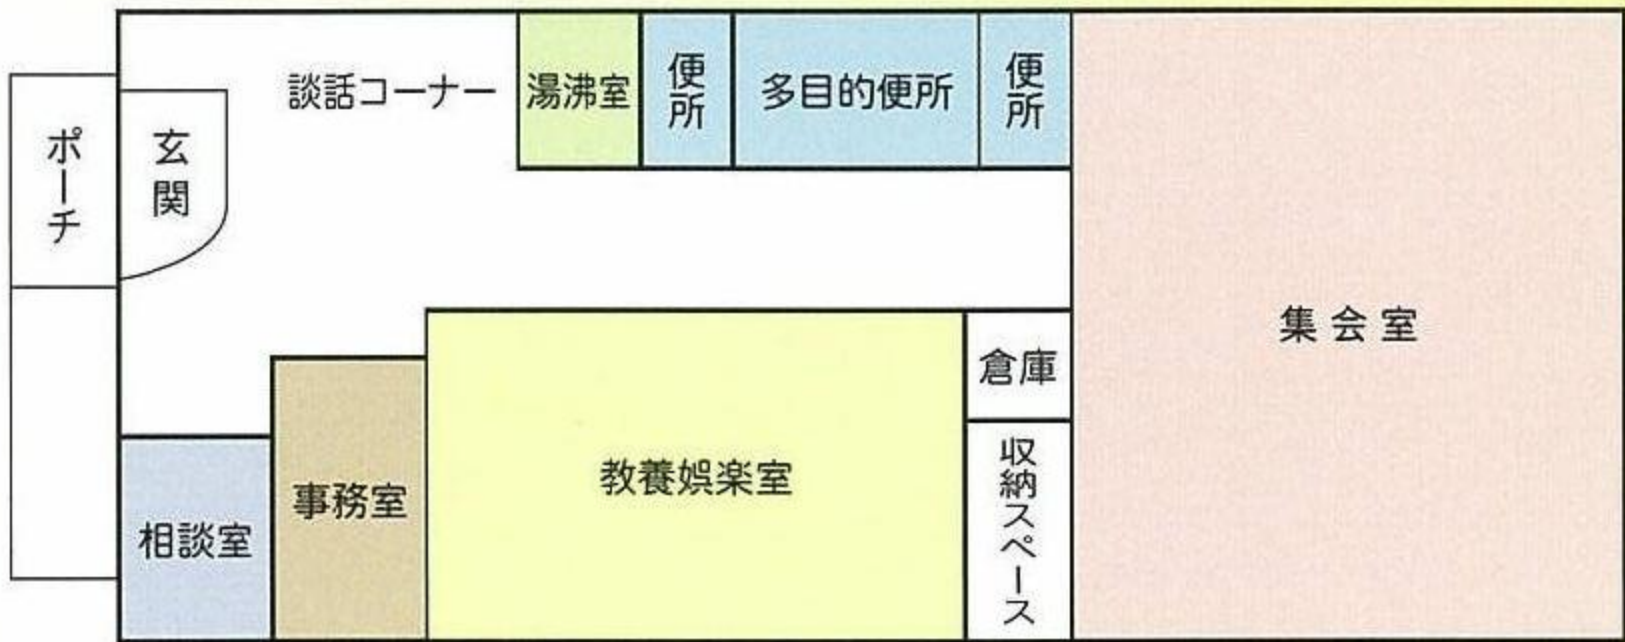 談話コーナー
湯沸室
便所
多目的便所
便所
ポーチ
玄関
集会室
倉庫
教養娯楽室
収納スペース
事務室
相談室